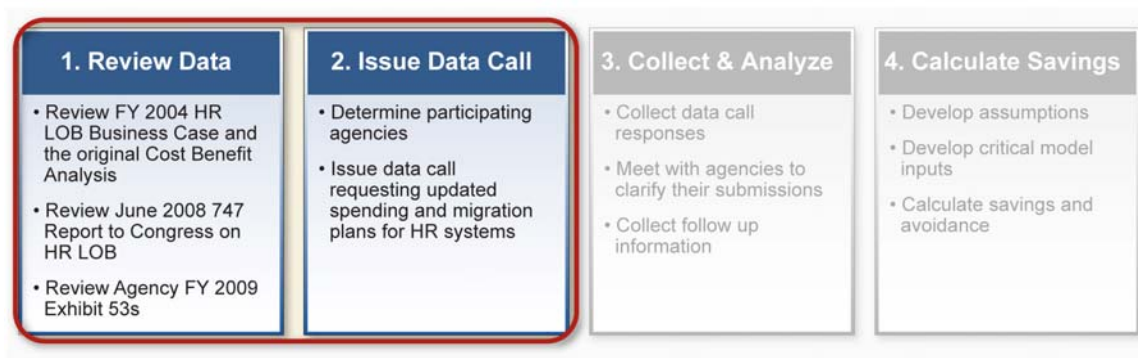 1. Review Data
• Review FY 2004 HR
LOB Business Case and
the original Cost Benefit
Analysis
• Review June 2008 747
Report to Congress on
HR LOB
• Review Agency FY 2009
Exhibit 53s
2. Issue Data Call
• Determine participating
agencies
• Issue data call
requesting updated
spending and migration
plans for HR systems
3. Collect & Analyze
• Collect data call
responses
• Meet with agencies to
clarify their submissions
• Collect follow up
information
4. Calculate Savings
• Develop assumptions
• Develop critical model
inputs
• Calculate savings and
avoidance